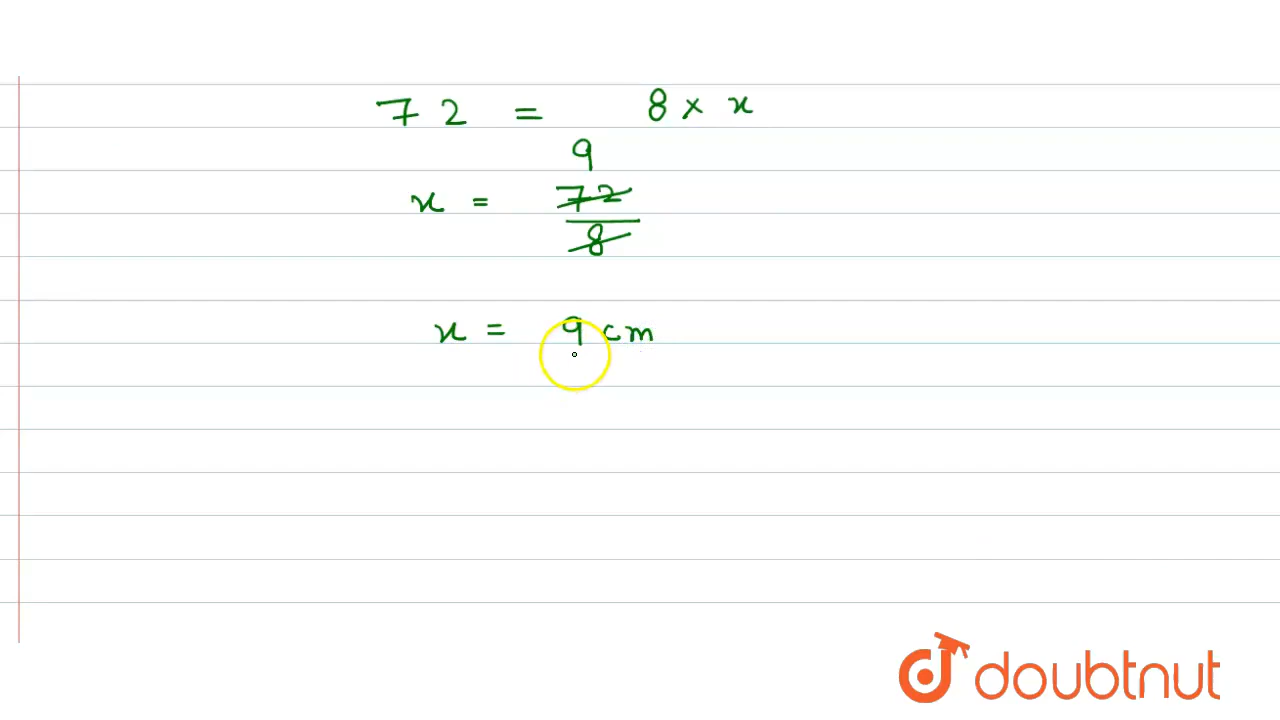 72 = 8 × x
9
x = 72
8
x = 9 cm
doubtnut